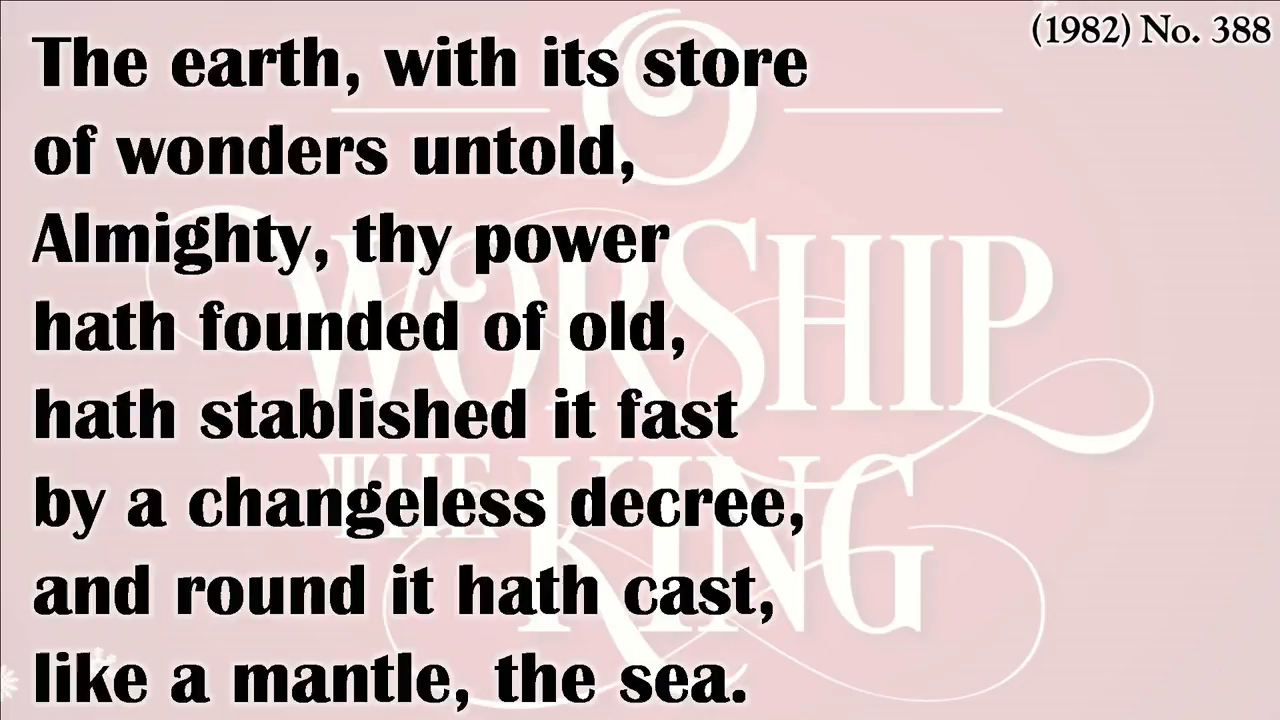 (1982) No. 388
The earth, with its store
of wonders untold,
Almighty, thy power
hath founded of old,
hath stablished it fast
by a changeless decree,
and round it hath cast,
like a mantle, the sea.
O
WORSHIP
THE KING